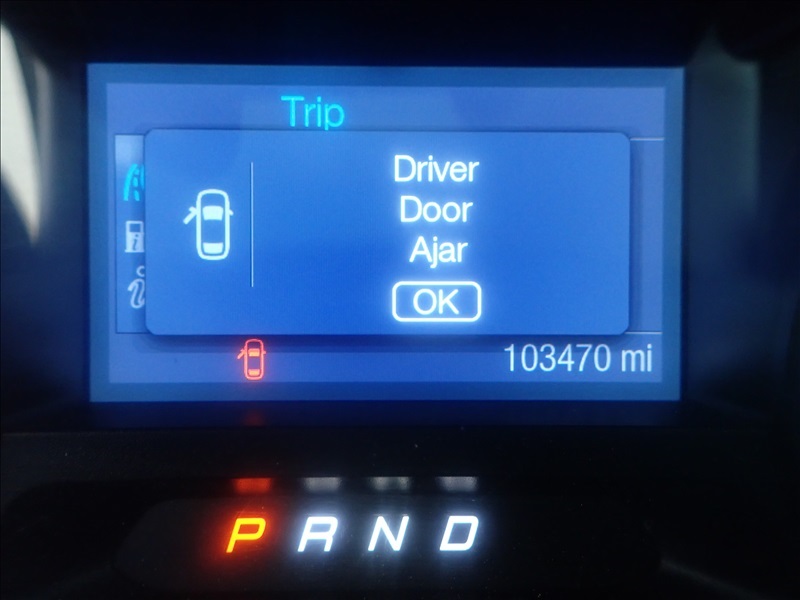 Trip
Driver
Door
Ajar
OK
103470 mi
P R N D